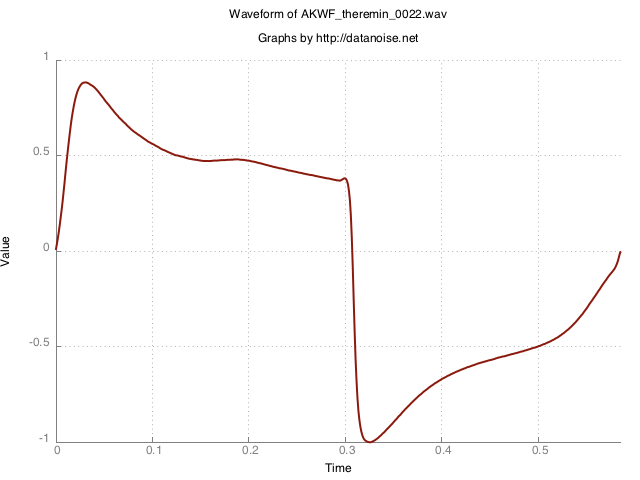 Waveform of AKWF_theremin_0022.wav
Graphs by http://datanoise.net
1
0.5
0
-0.5
-1
Value
0 0.1 0.2 0.3 0.4 0.5
Time